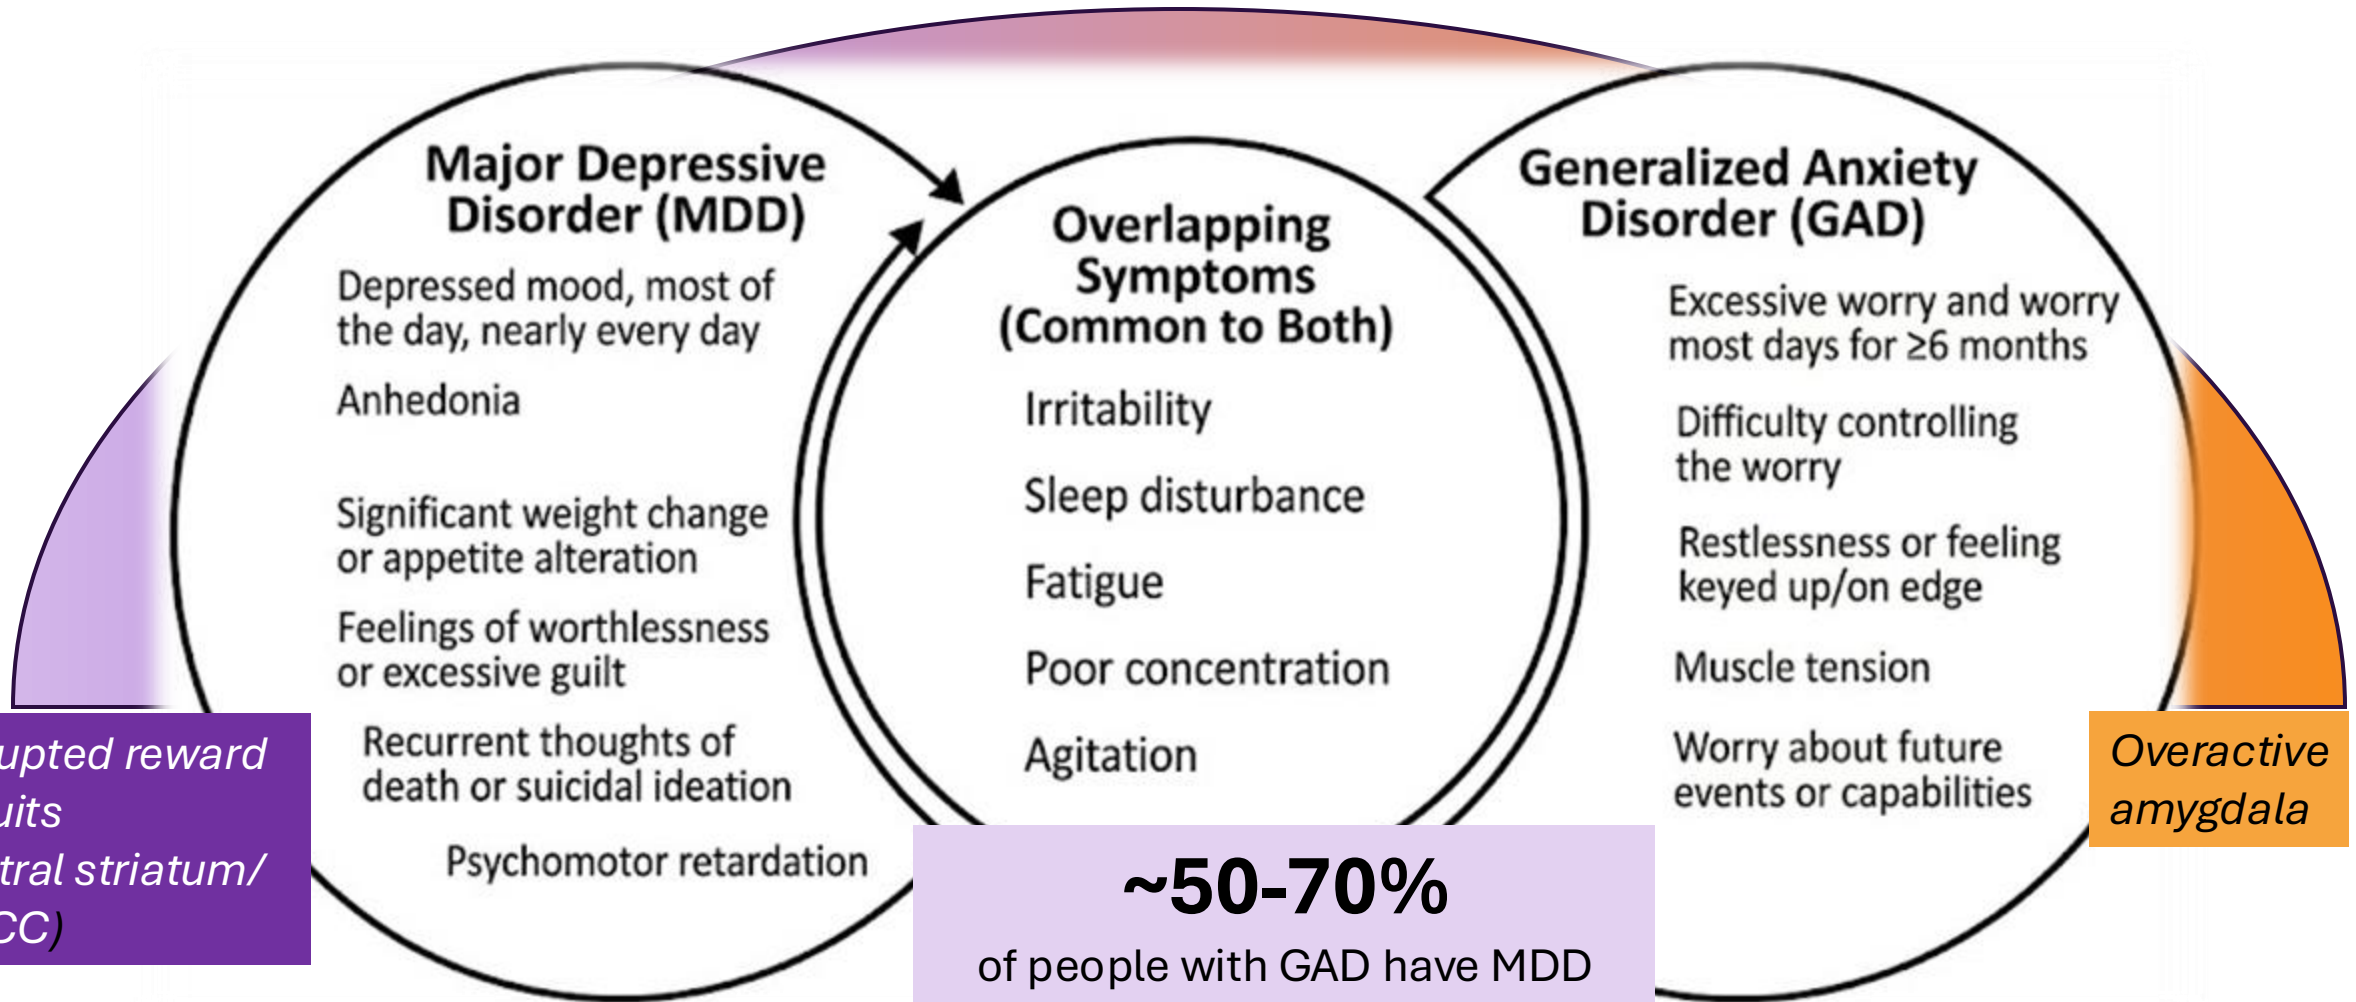 Major Depressive
Disorder (MDD)
Depressed mood, most of
the day, nearly every day
Anhedonia
Significant weight change
or appetite alteration
Feelings of worthlessness
or excessive guilt
Recurrent thoughts of
death or suicidal ideation
Psychomotor retardation
Overlapping
Symptoms
(Common to Both)
Irritability
Sleep disturbance
Fatigue
Poor concentration
Agitation
Generalized Anxiety
Disorder (GAD)
Excessive worry and worry
most days for ≥6 months
Difficulty controlling
the worry
Restlessness or feeling
keyed up/on edge
Muscle tension
Worry about future
events or capabilities
upted reward
uits
tral striatum/
CC)
~50-70%
of people with GAD have MDD
Overactive
amygdala